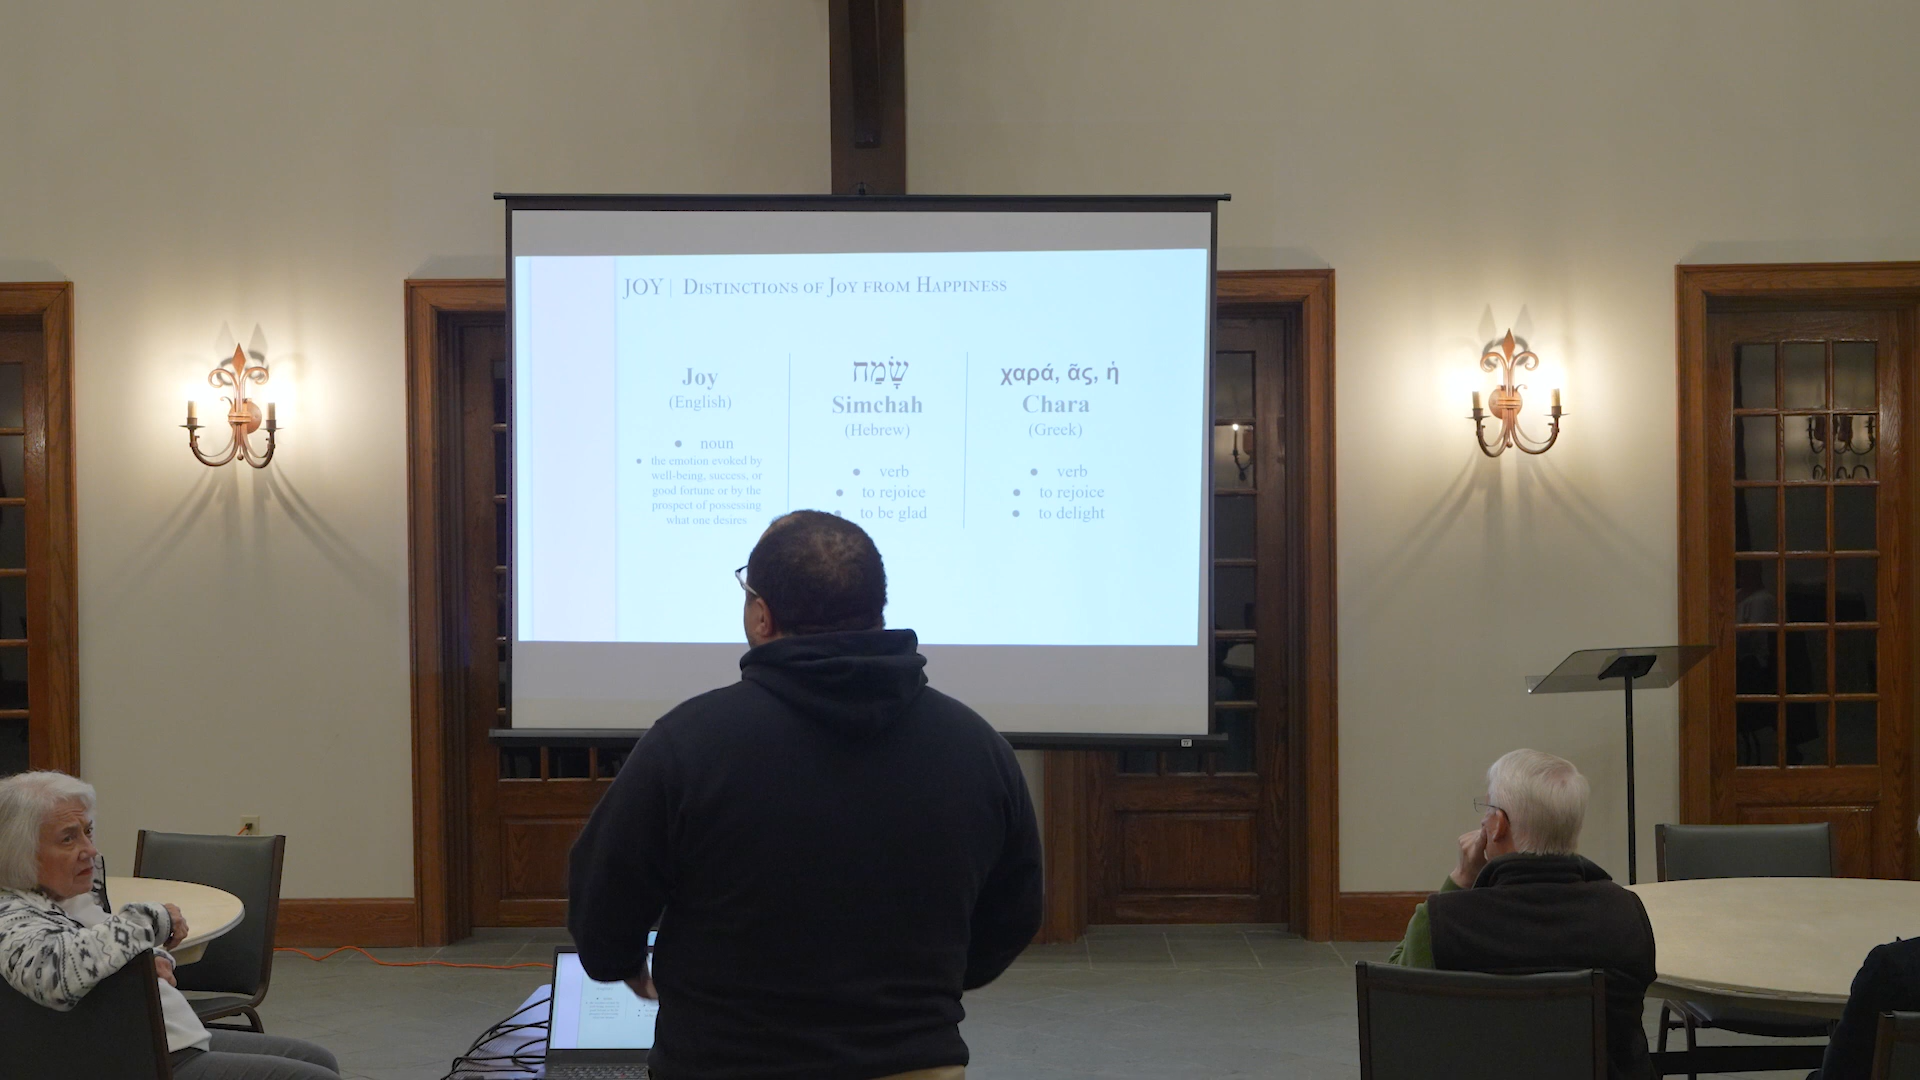 JOY | Distinctions of Joy from Happiness
Joy
(English)
• noun
• the emotion evoked by
well-being, success, or
good fortune or by the
prospect of possessing
what one desires
שָׂמַח
Simchah
(Hebrew)
• verb
• to rejoice
• to be glad
χαρά, ᾶς, ἡ
Chara
(Greek)
• verb
• to rejoice
• to delight